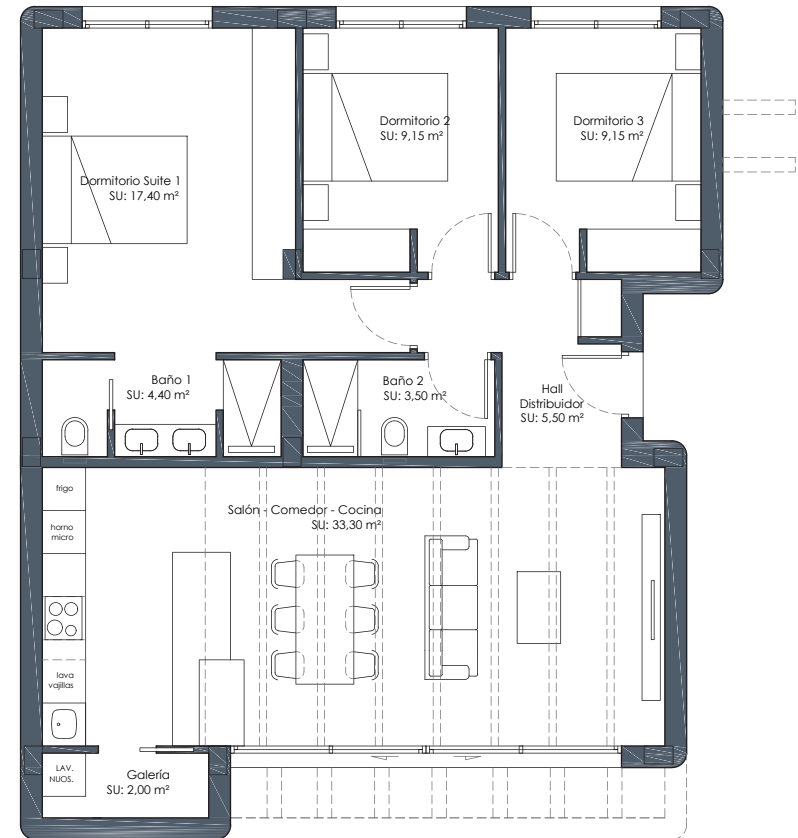 Dormitorio 2
SU: 9,15 m²
Dormitorio 3
SU: 9,15 m²
Dormitorio Suite 1
SU: 17,40 m²
Baño 1
SU: 4,40 m²
Baño 2
SU: 3,50 m²
Hall
Distribuidor
SU: 5,50 m²
frigo
horno
micro
Salón - Comedor - Cocina
SU: 33,30 m²
lava
vajillas
LAV.
NUOS.
Galería
SU: 2,00 m²